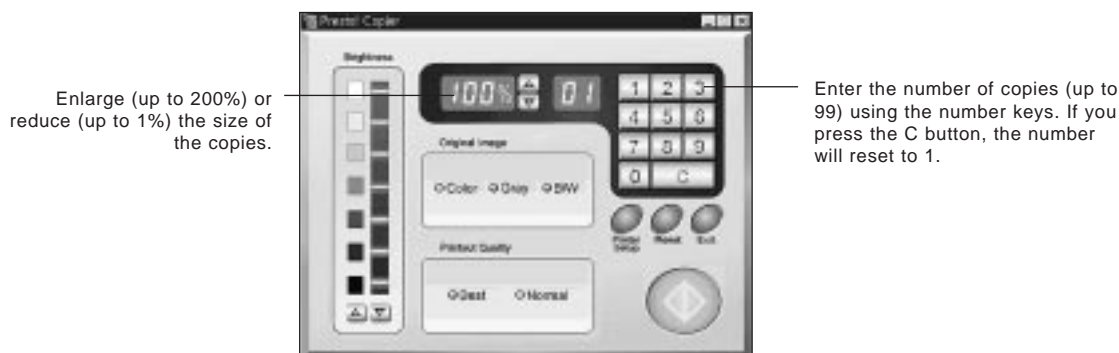 Presto! Copier
Brightness
Enlarge (up to 200%) or
reduce (up to 1%) the size of
the copies.
100%
01
1 2 3
4 5 6
7 8 9
0 C
Enter the number of copies (up to
99) using the number keys. If you
press the C button, the number
will reset to 1.
Original Image
Color Gray B/W
Printer
Setup
Reset
Exit
Printout Quality
Best Normal